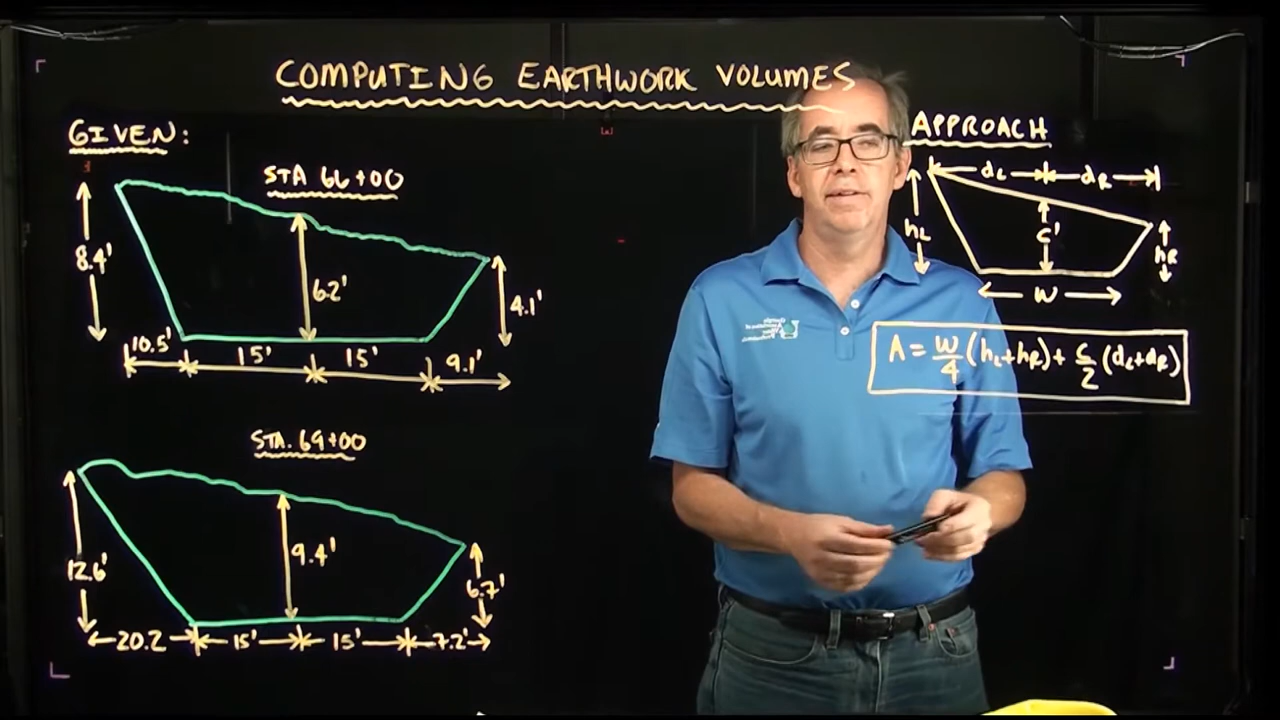 COMPUTING EARTHWORK VOLUMES
GIVEN:
STA 66+00
8.4'
6.2'
4.1'
10.5'
15'
15'
9.1'
STA. 69+00
12.6'
9.4'
6.7'
20.2
15'
15'
7.2'
APPROACH
dL
dR
hL
C'
hR
W
A = W/4 (hL+hR) + C/2 (dL+dR)